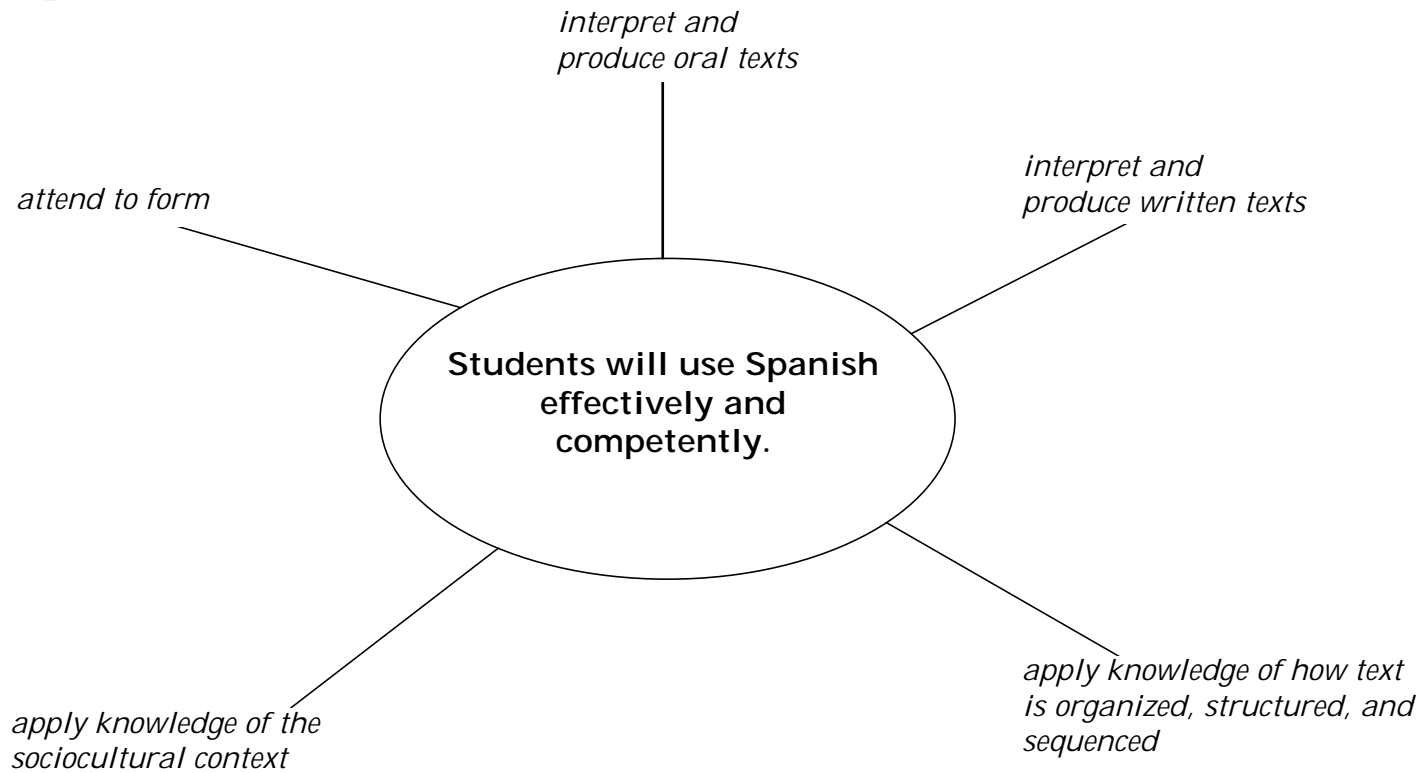 interpret and
produce oral texts
interpret and
produce written texts
attend to form
Students will use Spanish
effectively and
competently.
apply knowledge of how text
is organized, structured, and
sequenced
apply knowledge of the
sociocultural context